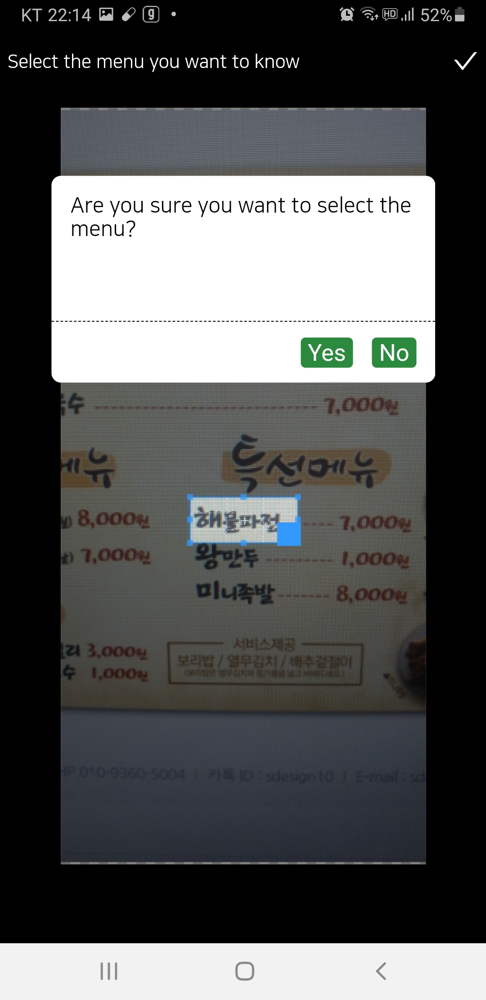 KT 22:14
HD 52%
Select the menu you want to know
Are you sure you want to select the
menu?
Yes No
수 7,000원
메뉴 특선메뉴
8,000원 해물파전 7,000원
7,000원 왕만두 1,000원
미니족발 8,000원
서비스제공
리 3,000원 보리밥 / 열무김치 / 배추겉절이
수 1,000원
HP.010-9360-5004 | 카톡 ID : sdesign10 | E-mail : sd